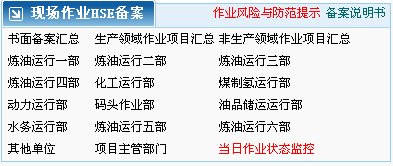 现场作业HSE备案 作业风险与防范提示 备案说明书
书面备案汇总 生产领域作业项目汇总 非生产领域作业项目汇总
炼油运行一部 炼油运行二部 炼油运行三部
炼油运行四部 化工运行部 煤制氢运行部
动力运行部 码头作业部 油品储运运行部
水务运行部 炼油运行五部 炼油运行六部
其他单位 项目主管部门 当日作业状态监控